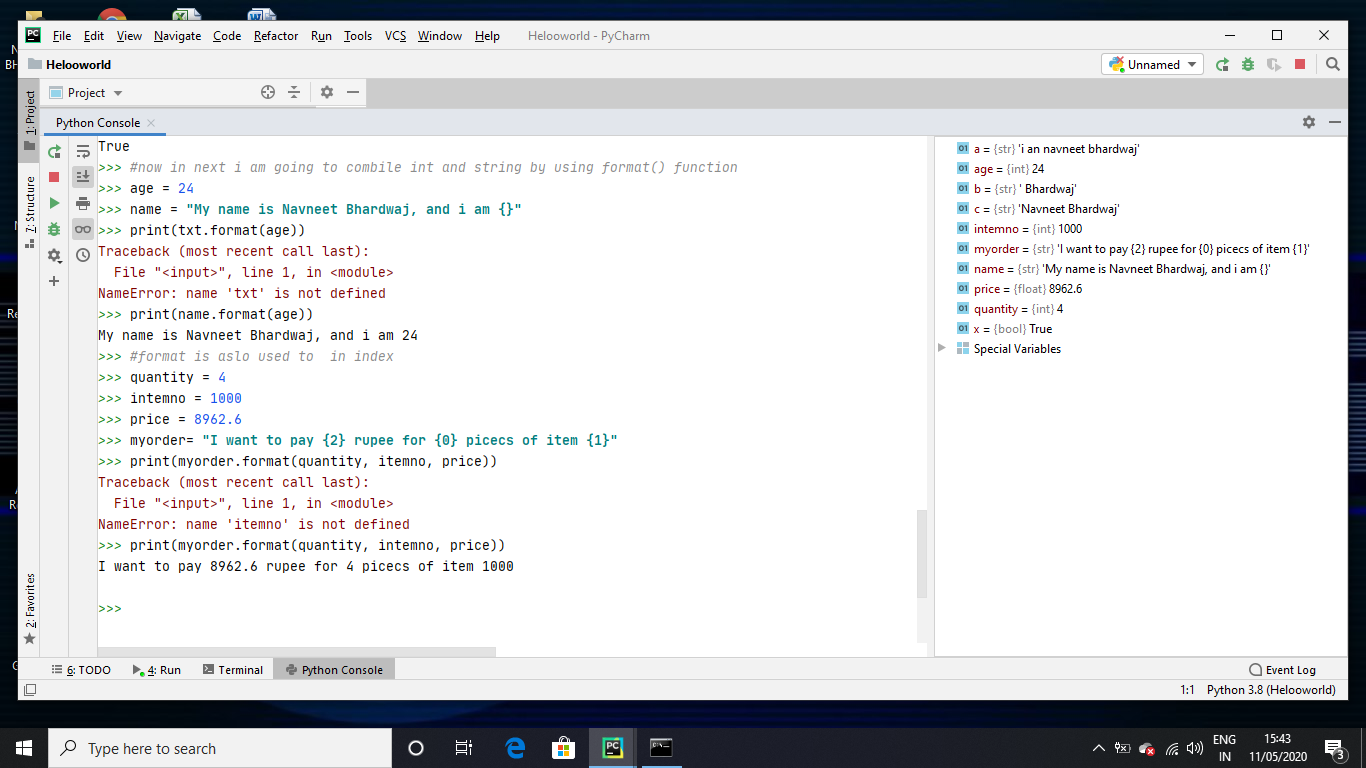 File Edit View Navigate Code Refactor Run Tools VCS Window Help Helooworld - PyCharm
Helooworld
Unnamed
Project
1: Project
7: Structure
2: Favorites
Python Console
True
>>> #now in next i am going to combile int and string by using format() function
>>> age = 24
>>> name = "My name is Navneet Bhardwaj, and i am {}"
>>> print(txt.format(age))
Traceback (most recent call last):
  File "<input>", line 1, in <module>
NameError: name 'txt' is not defined
>>> print(name.format(age))
My name is Navneet Bhardwaj, and i am 24
>>> #format is aslo used to  in index
>>> quantity = 4
>>> intemno = 1000
>>> price = 8962.6
>>> myorder= "I want to pay {2} rupee for {0} picecs of item {1}"
>>> print(myorder.format(quantity, itemno, price))
Traceback (most recent call last):
  File "<input>", line 1, in <module>
NameError: name 'itemno' is not defined
>>> print(myorder.format(quantity, intemno, price))
I want to pay 8962.6 rupee for 4 picecs of item 1000
>>>
01 a = {str} 'i an navneet bhardwaj'
01 age = {int} 24
01 b = {str} ' Bhardwaj'
01 c = {str} 'Navneet Bhardwaj'
01 intemno = {int} 1000
01 myorder = {str} 'I want to pay {2} rupee for {0} picecs of item {1}'
01 name = {str} 'My name is Navneet Bhardwaj, and i am {}'
01 price = {float} 8962.6
01 quantity = {int} 4
01 x = {bool} True
Special Variables
6: TODO 4: Run Terminal Python Console Event Log
1:1 Python 3.8 (Helooworld)
Type here to search
ENG
IN
15:43
11/05/2020
3